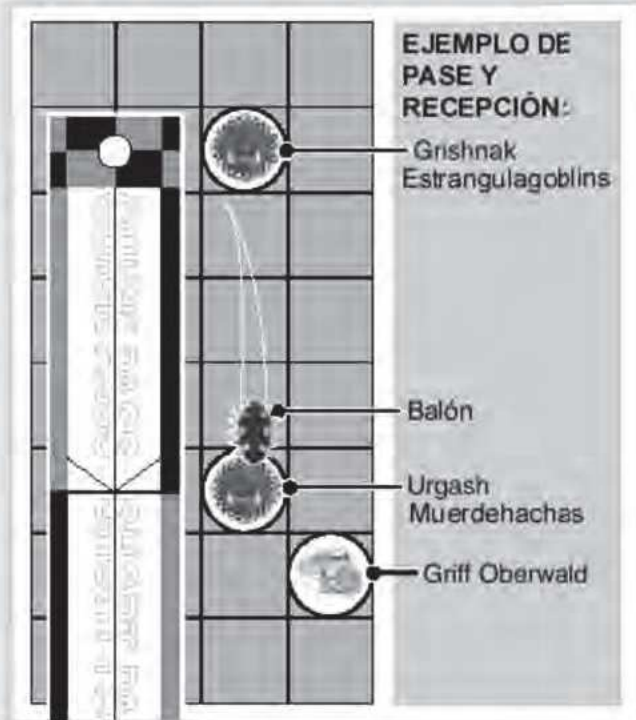 EJEMPLO DE
PASE Y
RECEPCIÓN:
Grishnak
Estrangulagoblins
Balón
Urgash
Muerdehachas
Griff Oberwald